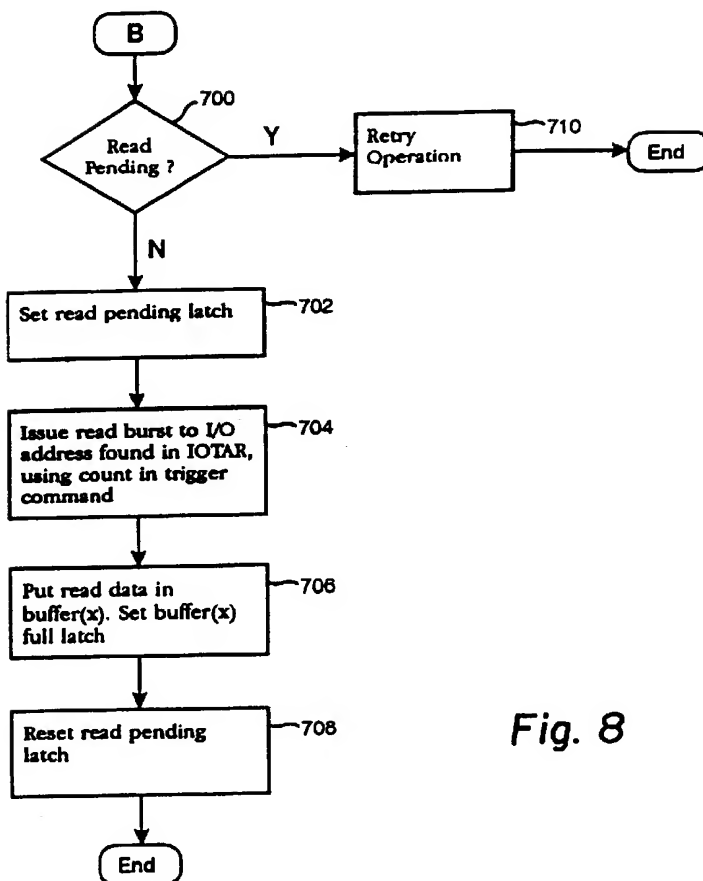 B
700
Read
Pending ?
Y
Retry
Operation
710
End
N
Set read pending latch
702
Issue read burst to I/O
address found in IOTAR,
using count in trigger
command
704
Put read data in
buffer(x). Set buffer(x)
full latch
706
Reset read pending
latch
708
End
Fig. 8